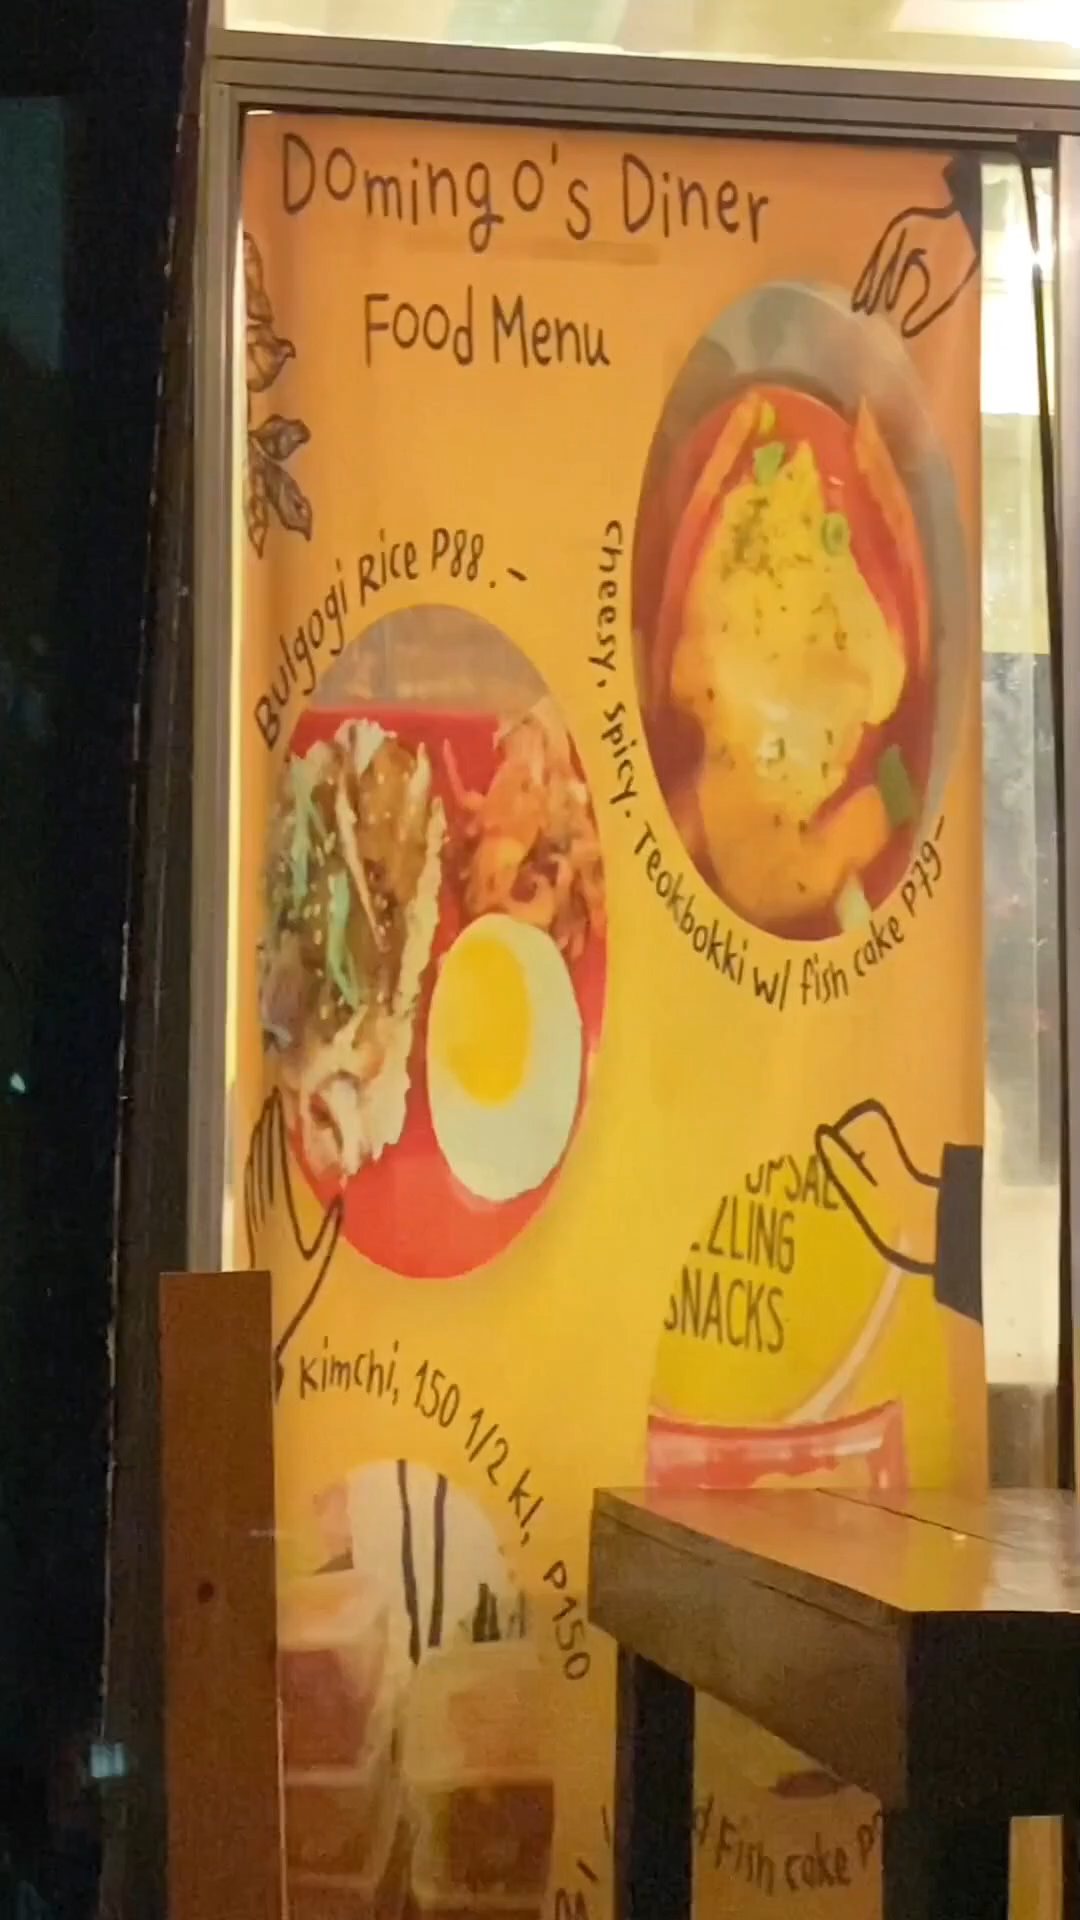 Domingo's Diner
Food Menu
Bulgogi Rice P88.-
Cheesy, spicy. Teokbokki w/ fish cake P79-
SNACKS
Kimchi, 150 1/2 kl, P150
Fish cake